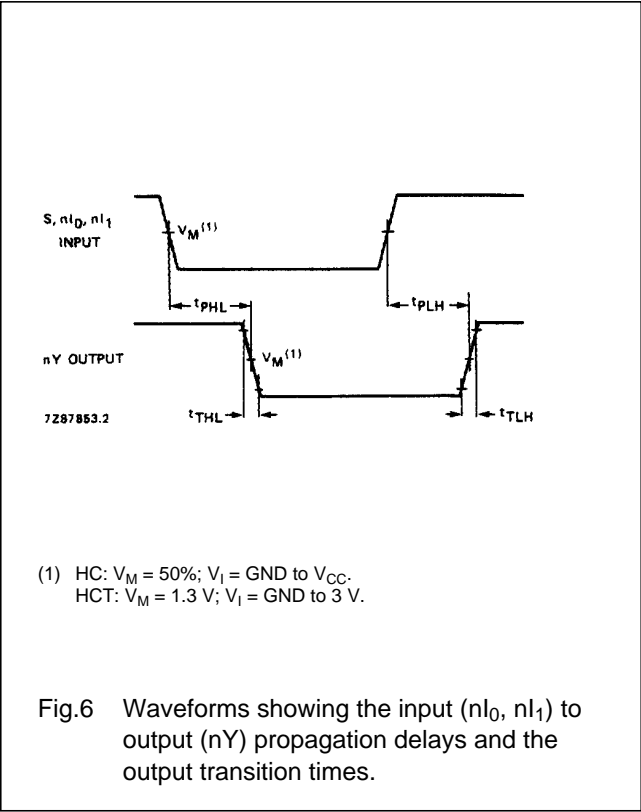 S, nI0, nI1
INPUT
VM(1)
tPHL
tPLH
nY OUTPUT
VM(1)
7Z87853.2
tTHL
tTLH
(1) HC: VM = 50%; VI = GND to VCC.
HCT: VM = 1.3 V; VI = GND to 3 V.
Fig.6 Waveforms showing the input (nI0, nI1) to
output (nY) propagation delays and the
output transition times.